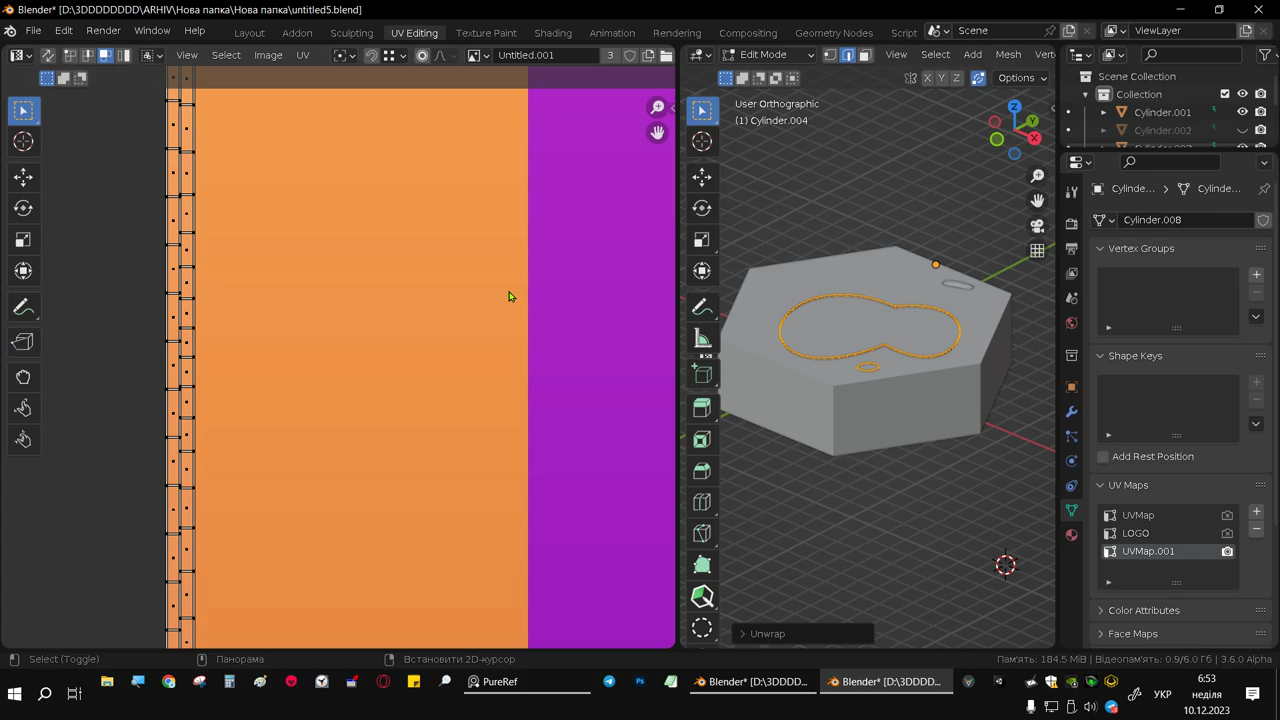 Blender* [D:\3DDDDDDDD\ARHIV\Нова папка\Нова папка\untitled5.blend]
File Edit Render Window Help
Layout Addon Sculpting UV Editing Texture Paint Shading Animation Rendering Compositing Geometry Nodes Script
Scene
ViewLayer
View Select Image UV
Untitled.001 3
Edit Mode
View Select Add Mesh Vert
X Y Z Options
User Orthographic
(1) Cylinder.004
Z
Y
X
Scene Collection
Collection
Cylinder.001
Cylinder.002
Cylinde...
Cylinde...
Cylinder.008
Vertex Groups
Shape Keys
Add Rest Position
UV Maps
UVMap
LOGO
UVMap.001
Color Attributes
Face Maps
Unwrap
Select (Toggle)
Панорама
Встановити 2D-курсор
Пам'ять: 184.5 MiB | Відеопам'ять: 0.9/6.0 Гб | 3.6.0 Alpha
PureRef
Ps
Blender* [D:\3DDDD...
Blender* [D:\3DDDD...
УКР
6:53
неділя
10.12.2023